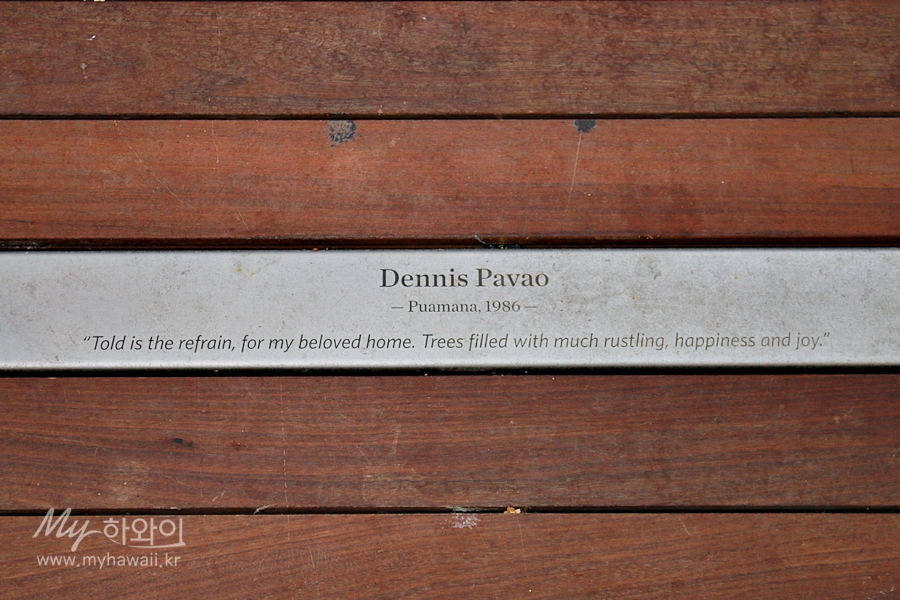 Dennis Pavao
— Puamana, 1986 —
“Told is the refrain, for my beloved home. Trees filled with much rustling, happiness and joy.”
My 하와이
www.myhawaii.kr